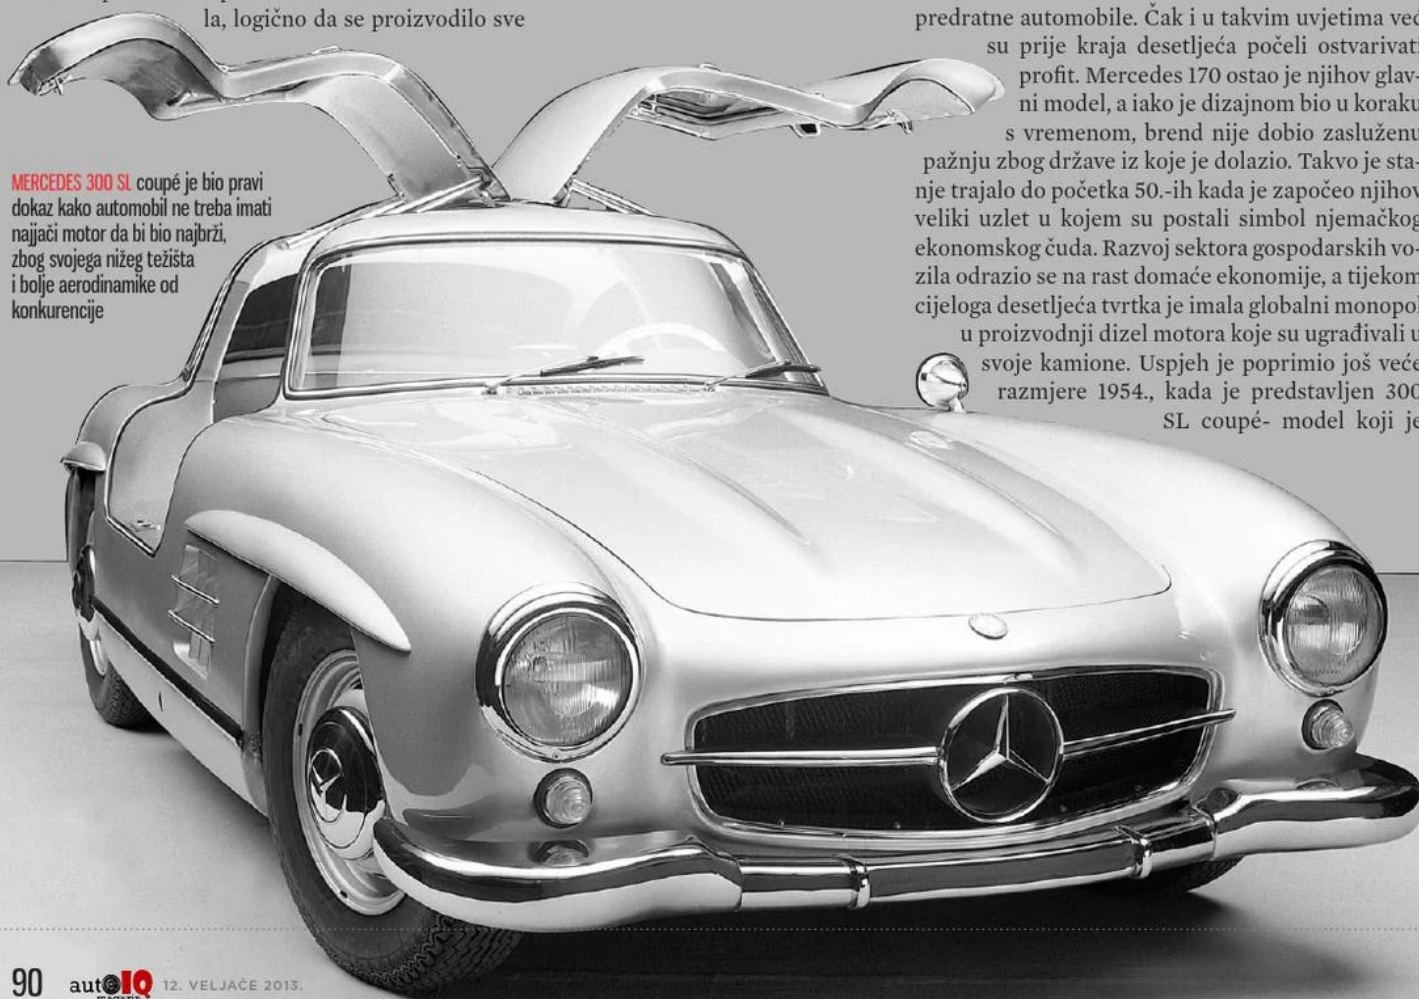 la, logično da se proizvodilo sve
MERCEDES 300 SL coupé je bio pravi
dokaz kako automobil ne treba imati
najjači motor da bi bio najbrži,
zbog svojega nižeg težišta
i bolje aerodinamike od
konkurencije
predratne automobile. Čak i u takvim uvjetima već
su prije kraja desetljeća počeli ostvarivati
profit. Mercedes 170 ostao je njihov glav-
ni model, a iako je dizajnom bio u koraku
s vremenom, brend nije dobio zasluženu
pažnju zbog države iz koje je dolazio. Takvo je sta-
nje trajalo do početka 50.-ih kada je započeo njihov
veliki uzlet u kojem su postali simbol njemačkog
ekonomskog čuda. Razvoj sektora gospodarskih vo-
zila odrazio se na rast domaće ekonomije, a tijekom
cijeloga desetljeća tvrtka je imala globalni monopol
u proizvodnji dizel motora koje su ugrađivali u
svoje kamione. Uspjeh je poprimio još veće
razmjere 1954., kada je predstavljen 300
SL coupé- model koji je
90 auto IQ 12. VELJAČE 2013.
magazin